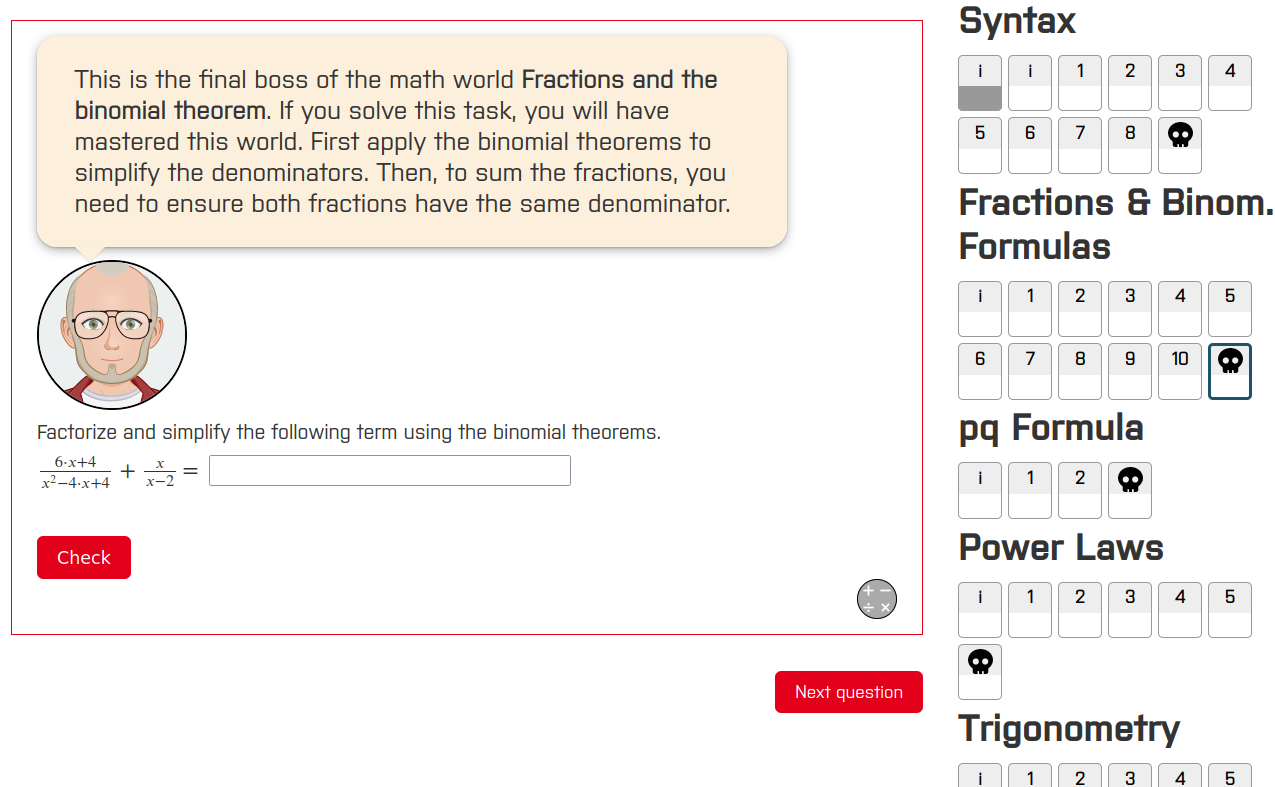 This is the final boss of the math world Fractions and the
binomial theorem. If you solve this task, you will have
mastered this world. First apply the binomial theorems to
simplify the denominators. Then, to sum the fractions, you
need to ensure both fractions have the same denominator.
Factorize and simplify the following term using the binomial theorems.
6·x+4 / x²−4·x+4 + x / x−2 =
Check
+ − ÷ ×
Next question
Syntax
i i 1 2 3 4
5 6 7 8
Fractions & Binom.
Formulas
i 1 2 3 4 5
6 7 8 9 10
pq Formula
i 1 2
Power Laws
i 1 2 3 4 5
Trigonometry
i 1 2 3 4 5